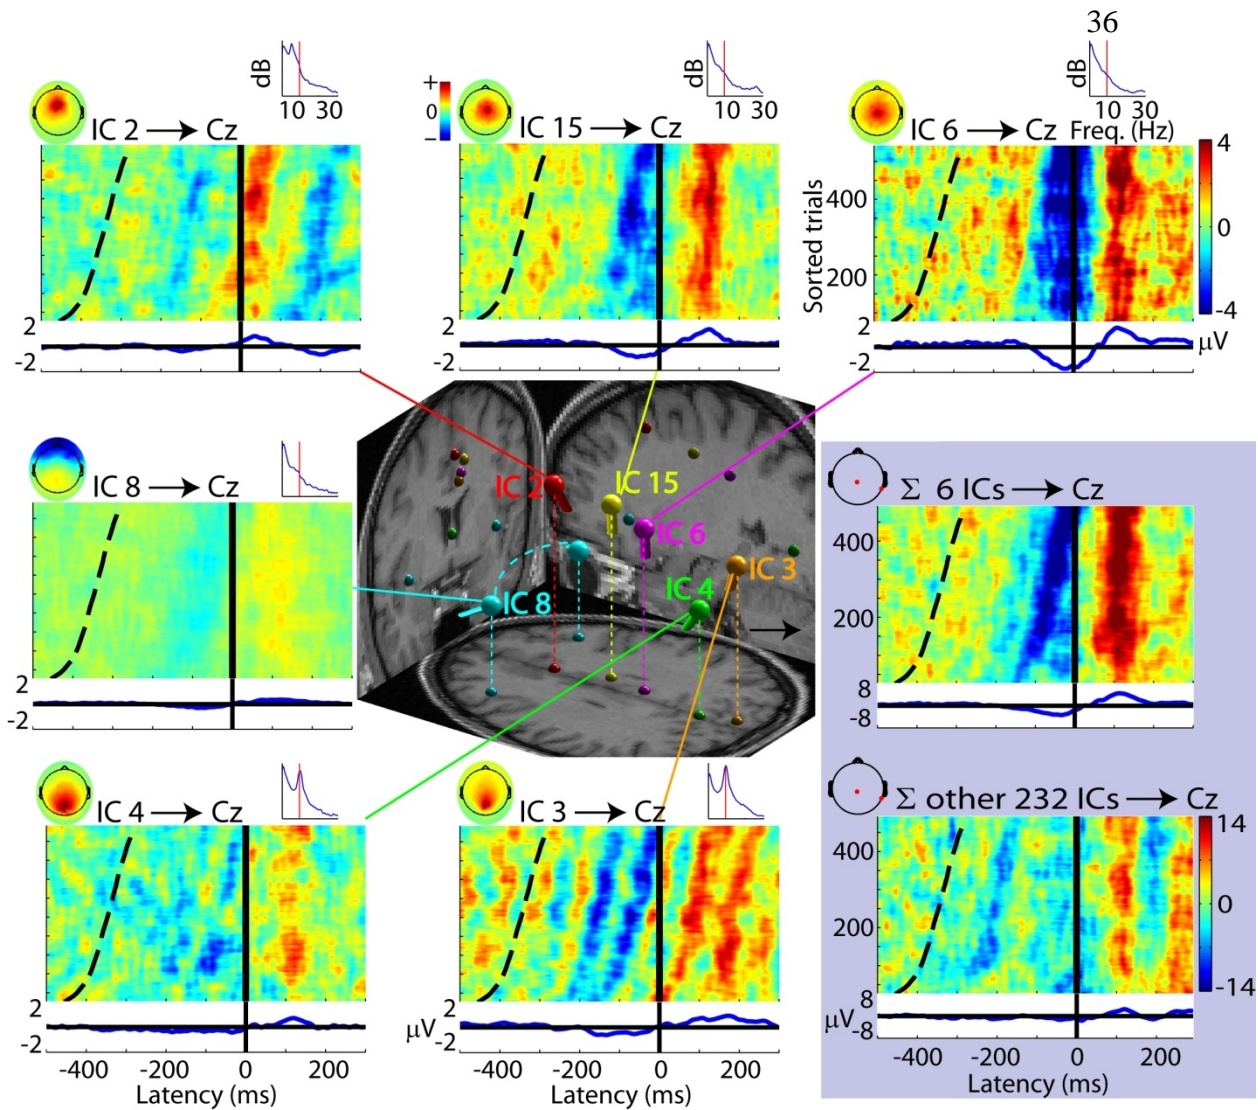 36
dB
10 30
IC 2 → Cz
2
-2
+
0
−
dB
10 30
IC 15 → Cz
dB
10 30
IC 6 → Cz Freq. (Hz)
Sorted trials
400
200
2
-2
4
0
-4
μV
IC 8 → Cz
2
-2
IC 2
IC 15
IC 6
IC 3
IC 8
IC 4
Σ 6 ICs → Cz
400
200
0
8
-8
IC 4 → Cz
2
-2
-400 -200 0 200
Latency (ms)
IC 3 → Cz
μV
2
-2
-400 -200 0 200
Latency (ms)
Σ other 232 ICs → Cz
400
200
0
14
0
-14
μV
8
-8
-400 -200 0 200
Latency (ms)